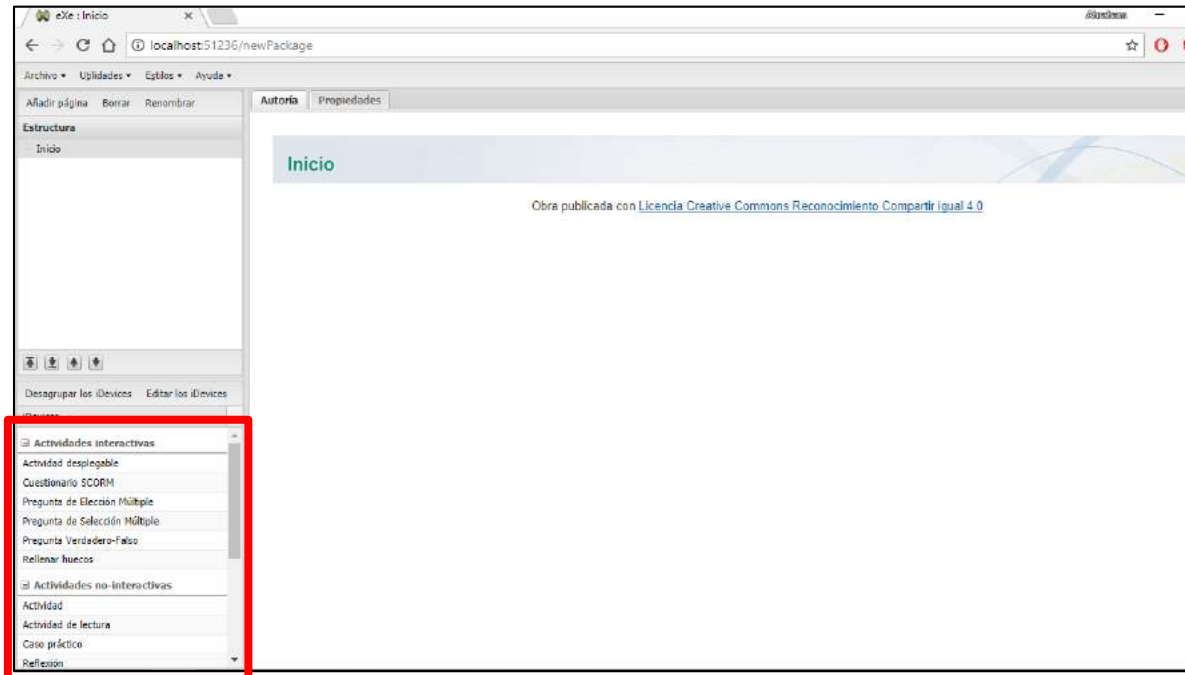 eXe : Inicio
localhost:51236/newPackage
Archivo Utilidades Estilos Ayuda
Añadir página Borrar Renombrar
Autoría Propiedades
Estructura
Inicio
Inicio
Obra publicada con Licencia Creative Commons Reconocimiento Compartir Igual 4.0
Desagrupar los iDevices Editar los iDevices
iDevices
Actividades interactivas
Actividad desplegable
Cuestionario SCORM
Pregunta de Elección Múltiple
Pregunta de Selección Múltiple
Pregunta Verdadero-Falso
Rellenar huecos
Actividades no-interactivas
Actividad
Actividad de lectura
Caso práctico
Reflexión